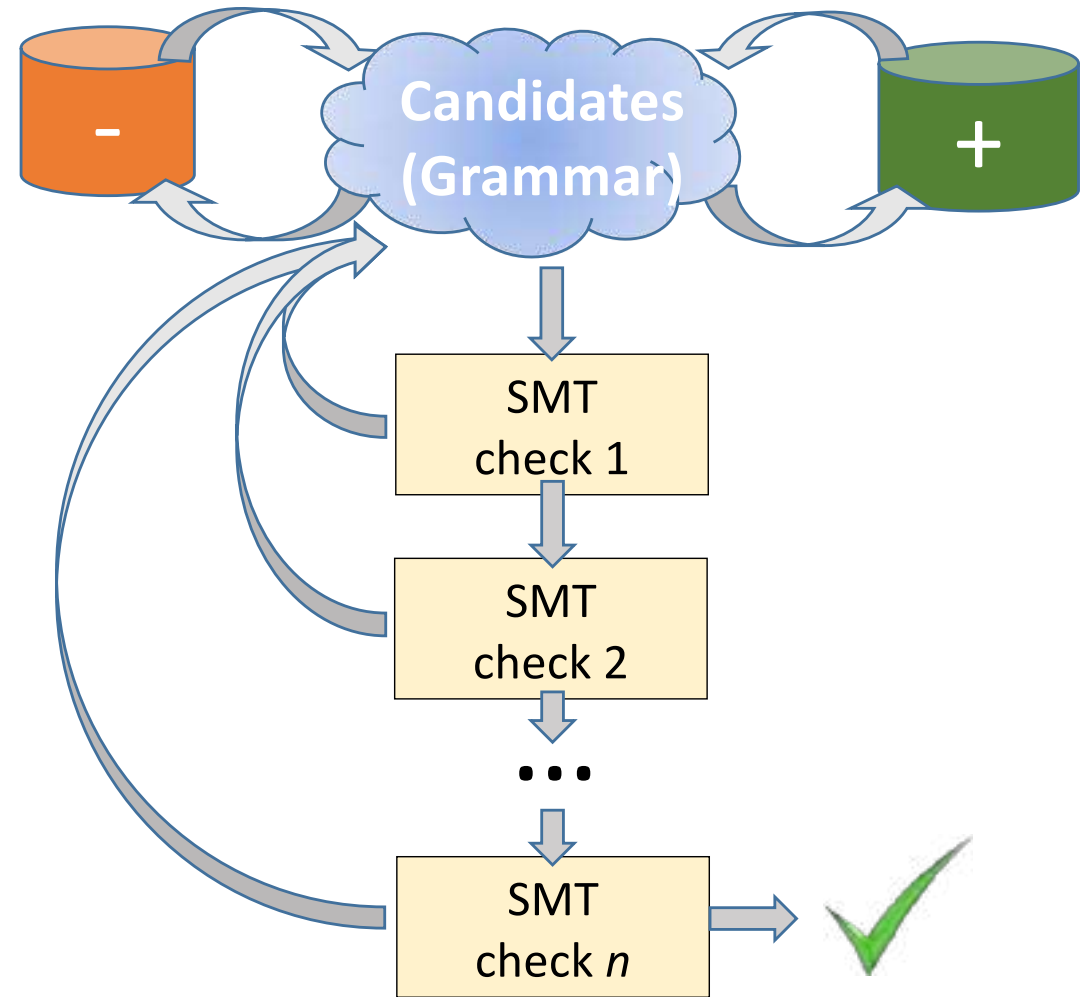 -
Candidates
(Grammar)
+
SMT
check 1
SMT
check 2
...
SMT
check n